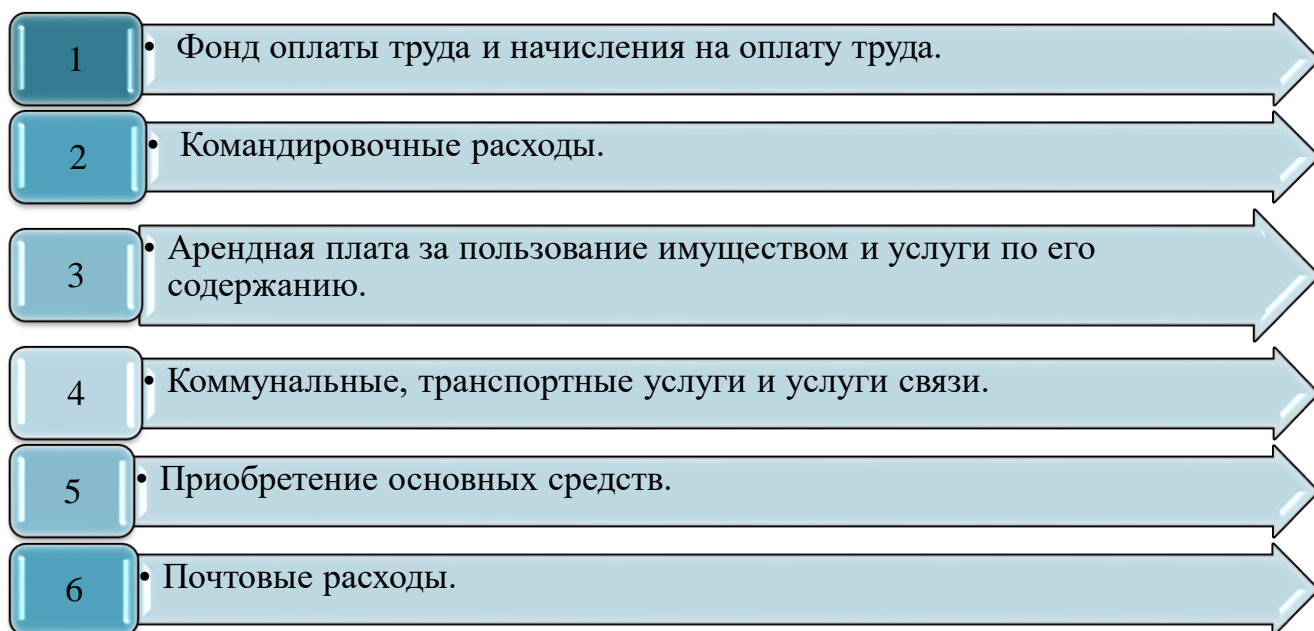 1
• Фонд оплаты труда и начисления на оплату труда.
2
• Командировочные расходы.
3
• Арендная плата за пользование имуществом и услуги по его
содержанию.
4
• Коммунальные, транспортные услуги и услуги связи.
5
• Приобретение основных средств.
6
• Почтовые расходы.